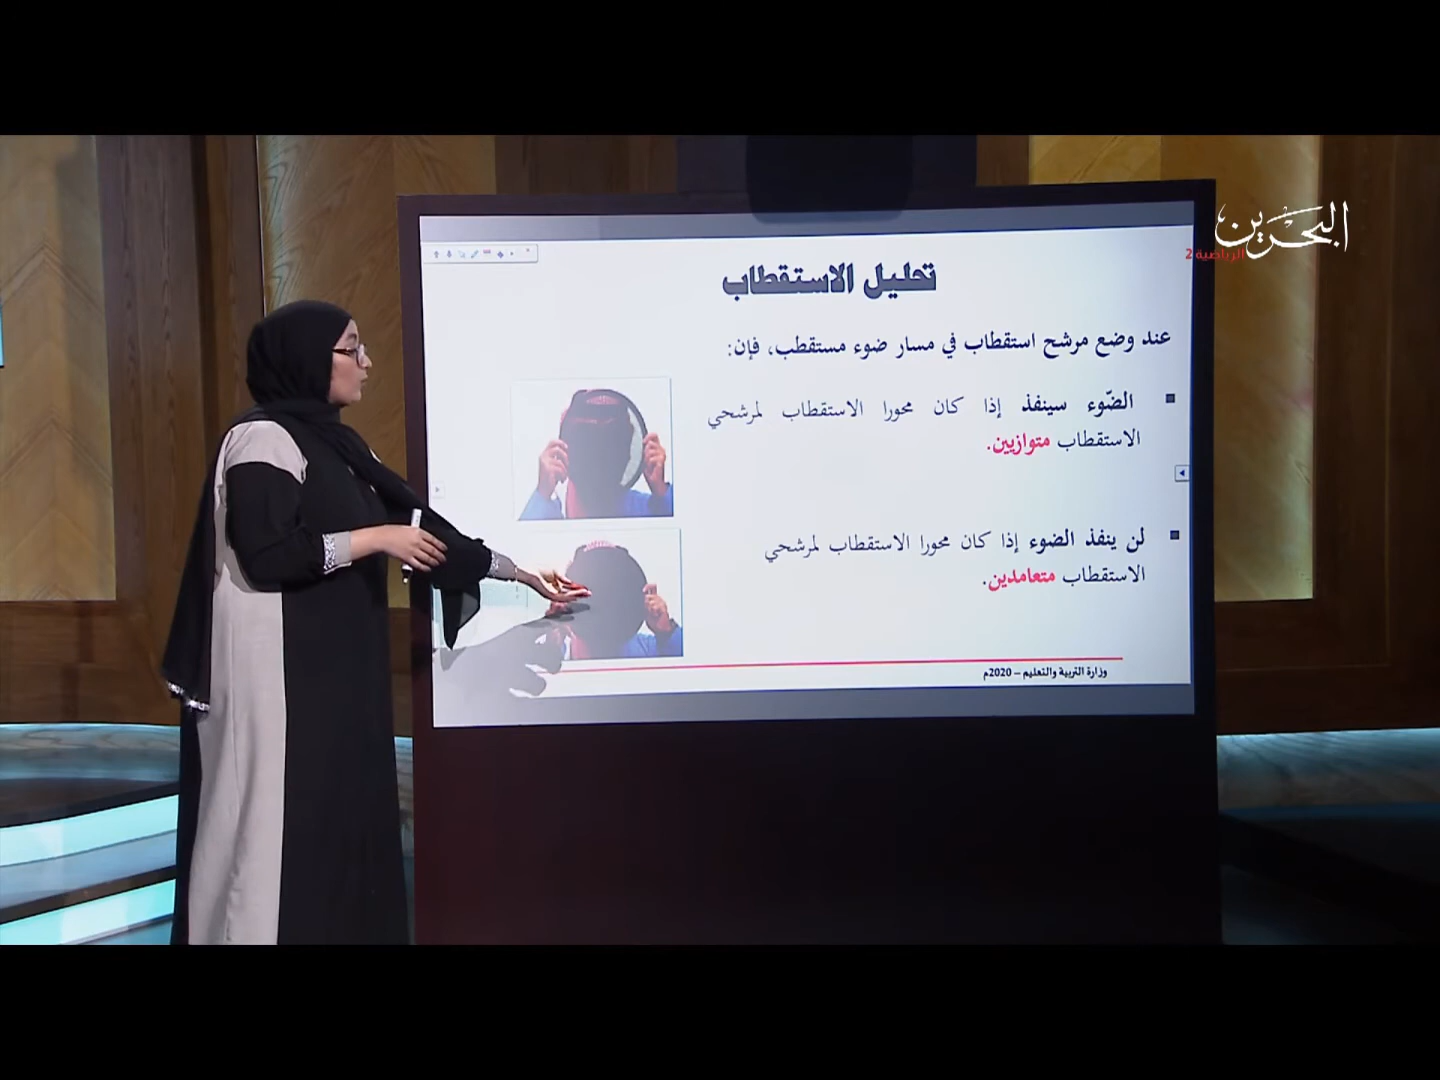 البحرين
الرياضية 2
تحليل الاستقطاب
عند وضع مرشح استقطاب في مسار ضوء مستقطب، فإن:
▪ الضّوء سينفذ إذا كان محورا الاستقطاب لمرشحي
الاستقطاب متوازيين.
▪ لن ينفذ الضوء إذا كان محورا الاستقطاب لمرشحي
الاستقطاب متعامدين.
وزارة التربية والتعليم – 2020م